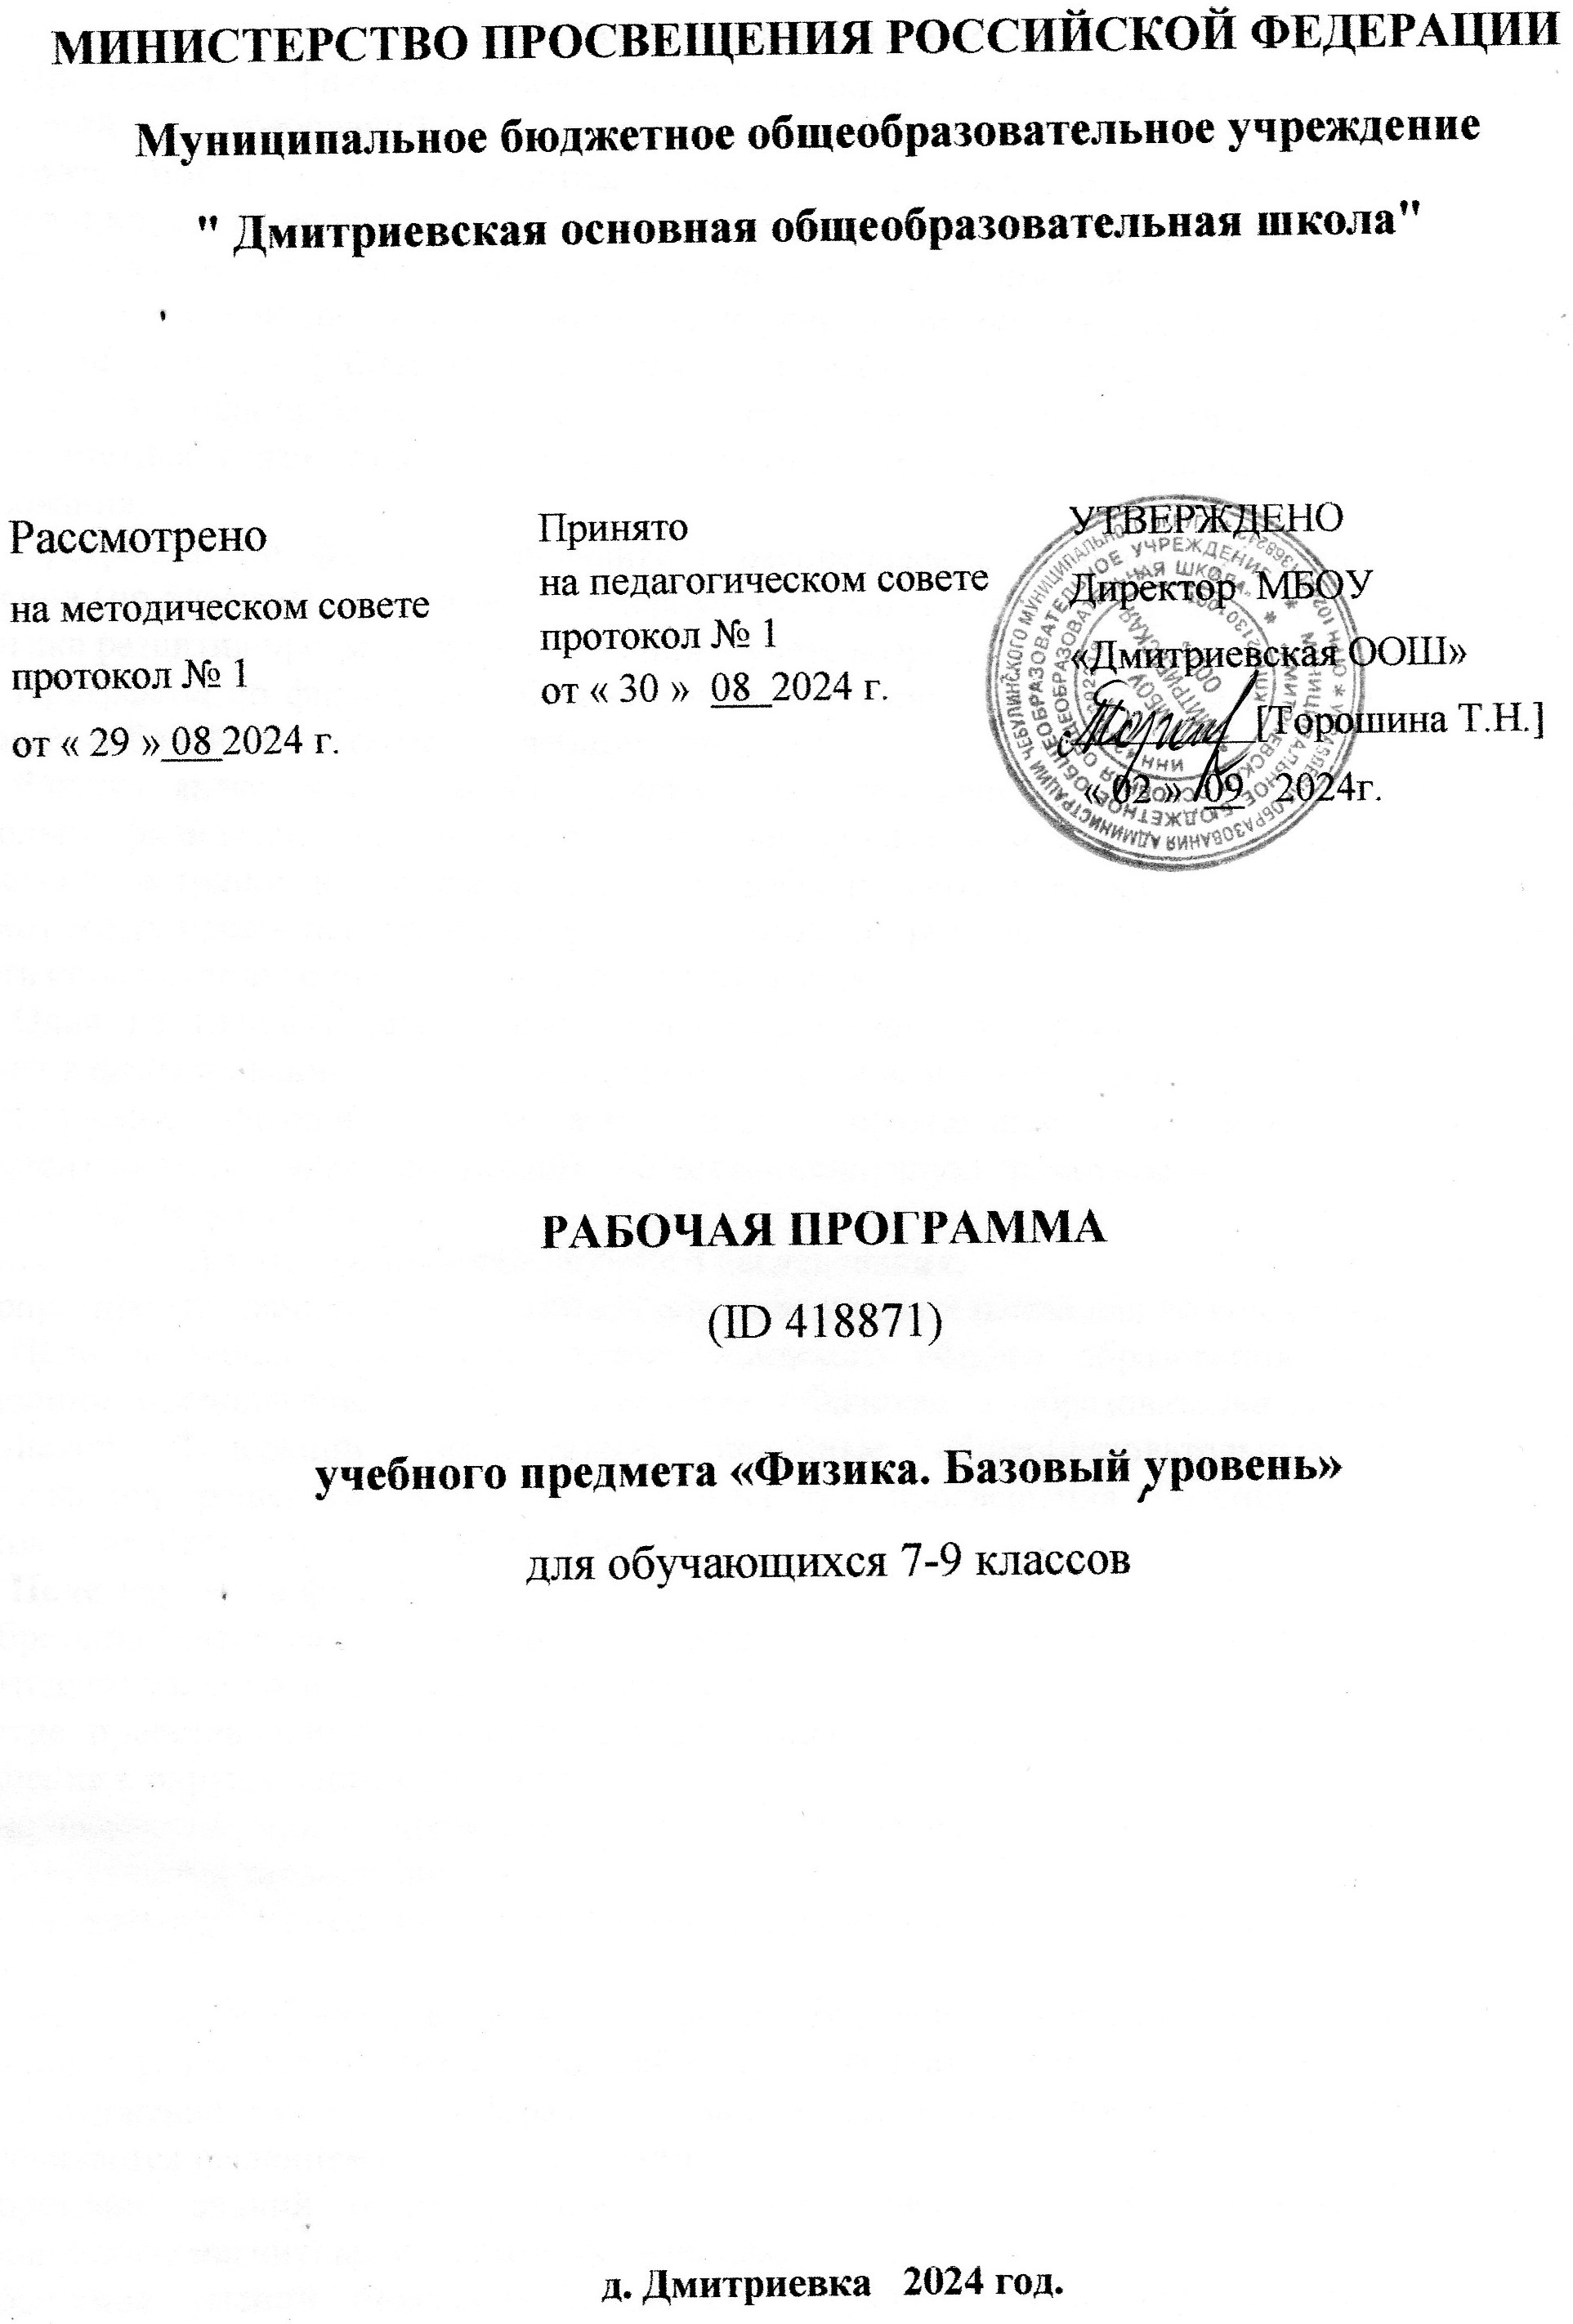 МИНИСТЕРСТВО ПРОСВЕЩЕНИЯ РОССИЙСКОЙ ФЕДЕРАЦИИ
Муниципальное бюджетное общеобразовательное учреждение
" Дмитриевская основная общеобразовательная школа"
Рассмотрено
на методическом совете
протокол № 1
от « 29 » 08 2024 г.
Принято
на педагогическом совете
протокол № 1
от « 30 » 08 2024 г.
УТВЕРЖДЕНО
Директор МБОУ
«Дмитриевская ООШ»
[Торошина Т.Н.]
« 02 » 09 2024г.
РАБОЧАЯ ПРОГРАММА
(ID 418871)
учебного предмета «Физика. Базовый уровень»
для обучающихся 7-9 классов
д. Дмитриевка 2024 год.